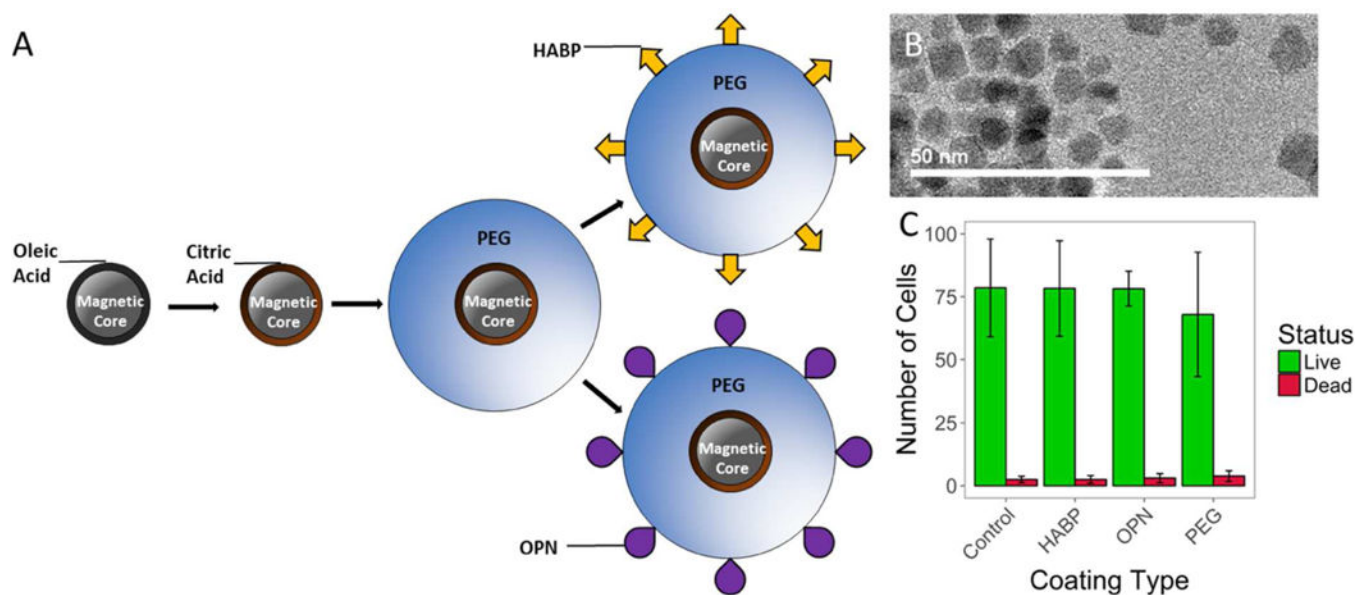 A
Oleic
Acid
Magnetic
Core
Citric
Acid
Magnetic
Core
PEG
Magnetic
Core
HABP
PEG
Magnetic
Core
PEG
Magnetic
Core
OPN
B
50 nm
C
100
75
50
25
0
Number of Cells
Control
HABP
OPN
PEG
Coating Type
Status
Live
Dead